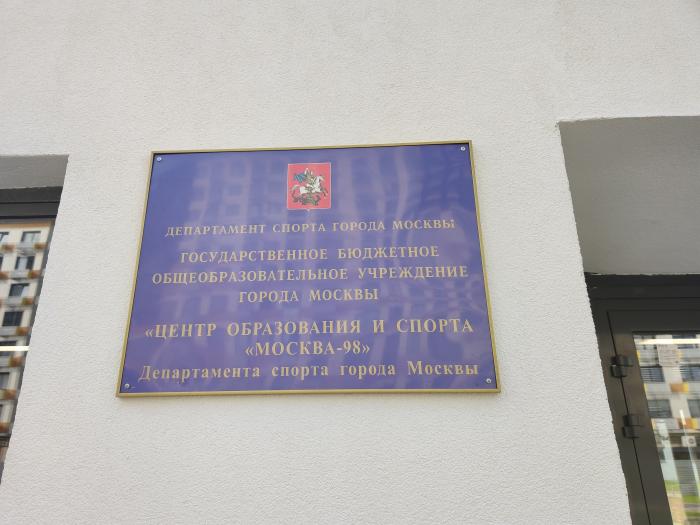 ДЕПАРТАМЕНТ СПОРТА ГОРОДА МОСКВЫ
ГОСУДАРСТВЕННОЕ БЮДЖЕТНОЕ
ОБЩЕОБРАЗОВАТЕЛЬНОЕ УЧРЕЖДЕНИЕ
ГОРОДА МОСКВЫ
«ЦЕНТР ОБРАЗОВАНИЯ И СПОРТА
«МОСКВА-98»
Департамента спорта города Москвы